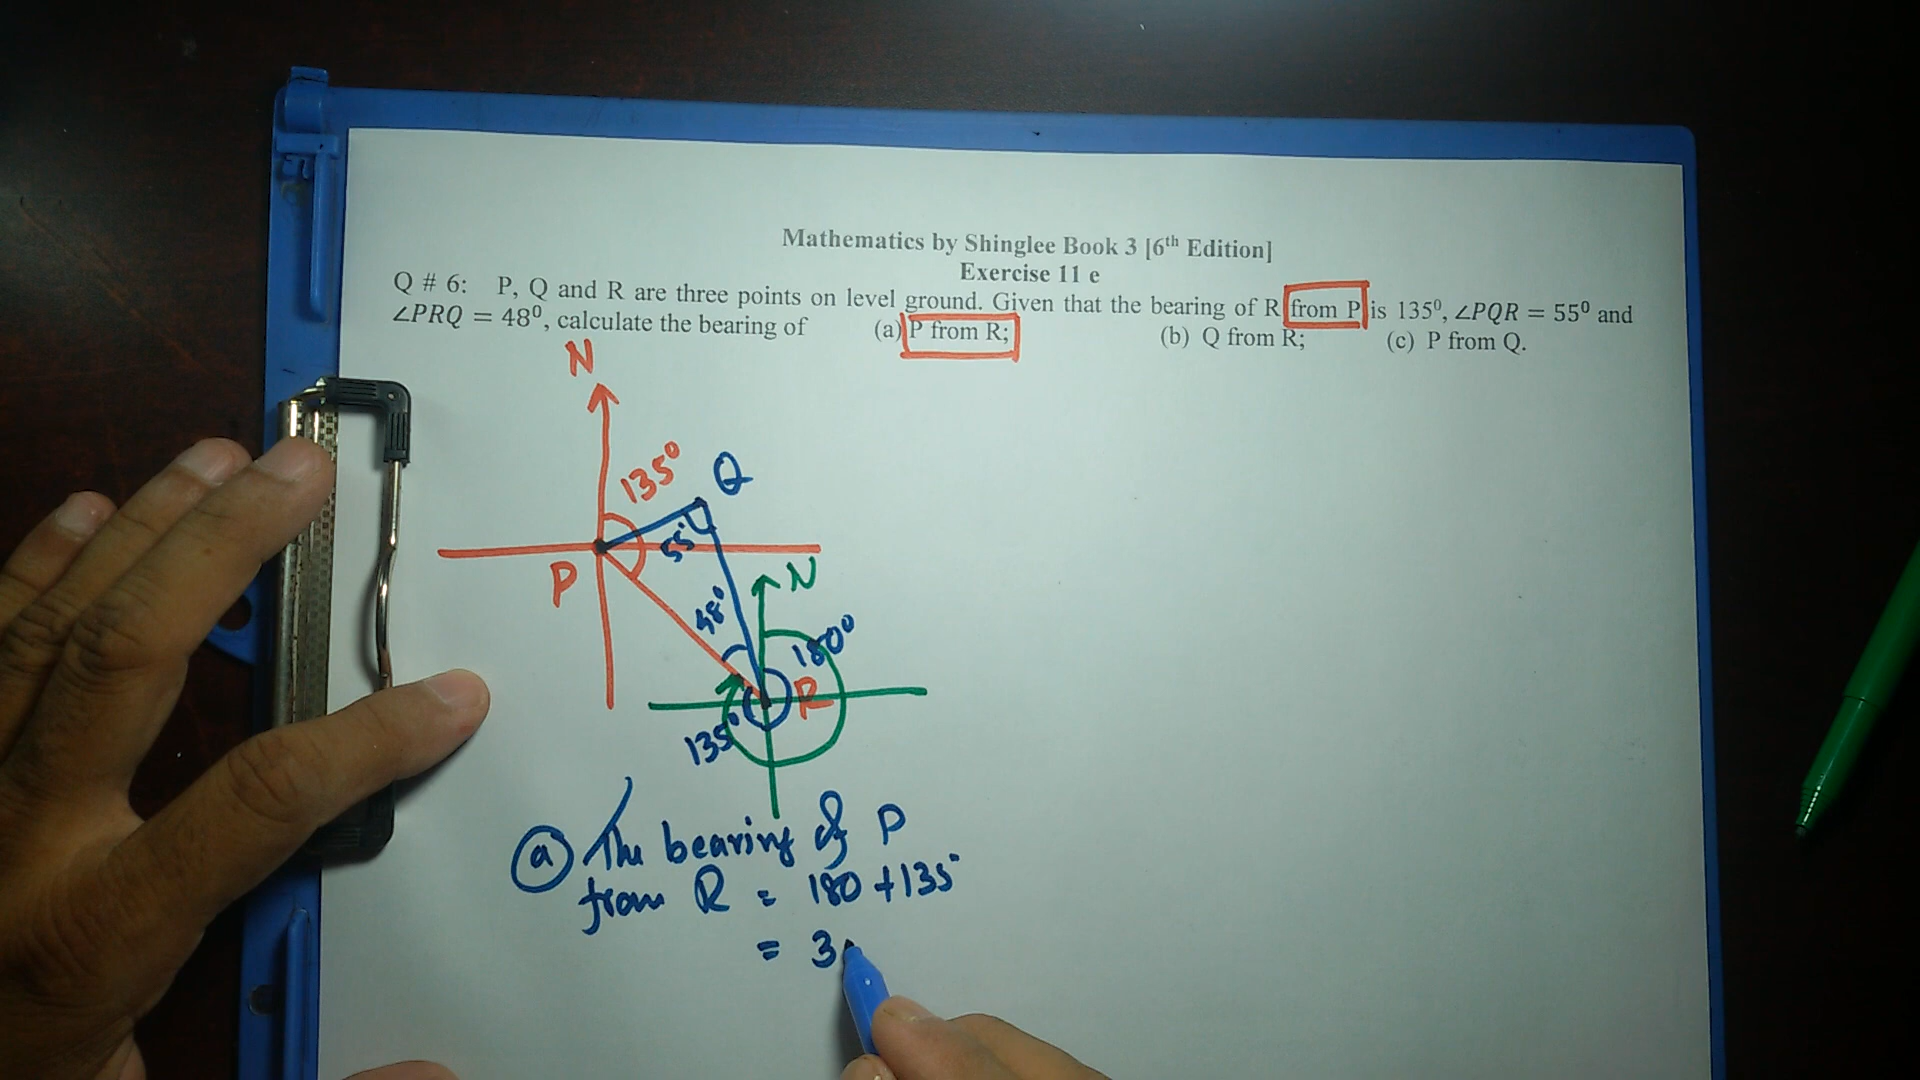 Mathematics by Shinglee Book 3 [6th Edition]
Exercise 11 e
Q # 6: P, Q and R are three points on level ground. Given that the bearing of R from P is 135⁰, ∠PQR = 55⁰ and
∠PRQ = 48⁰, calculate the bearing of (a) P from R; (b) Q from R; (c) P from Q.
N
135⁰
Q
55°
P
N
48⁰
180⁰
R
135°
(a) The bearing of P
from R = 180 + 135°
= 3